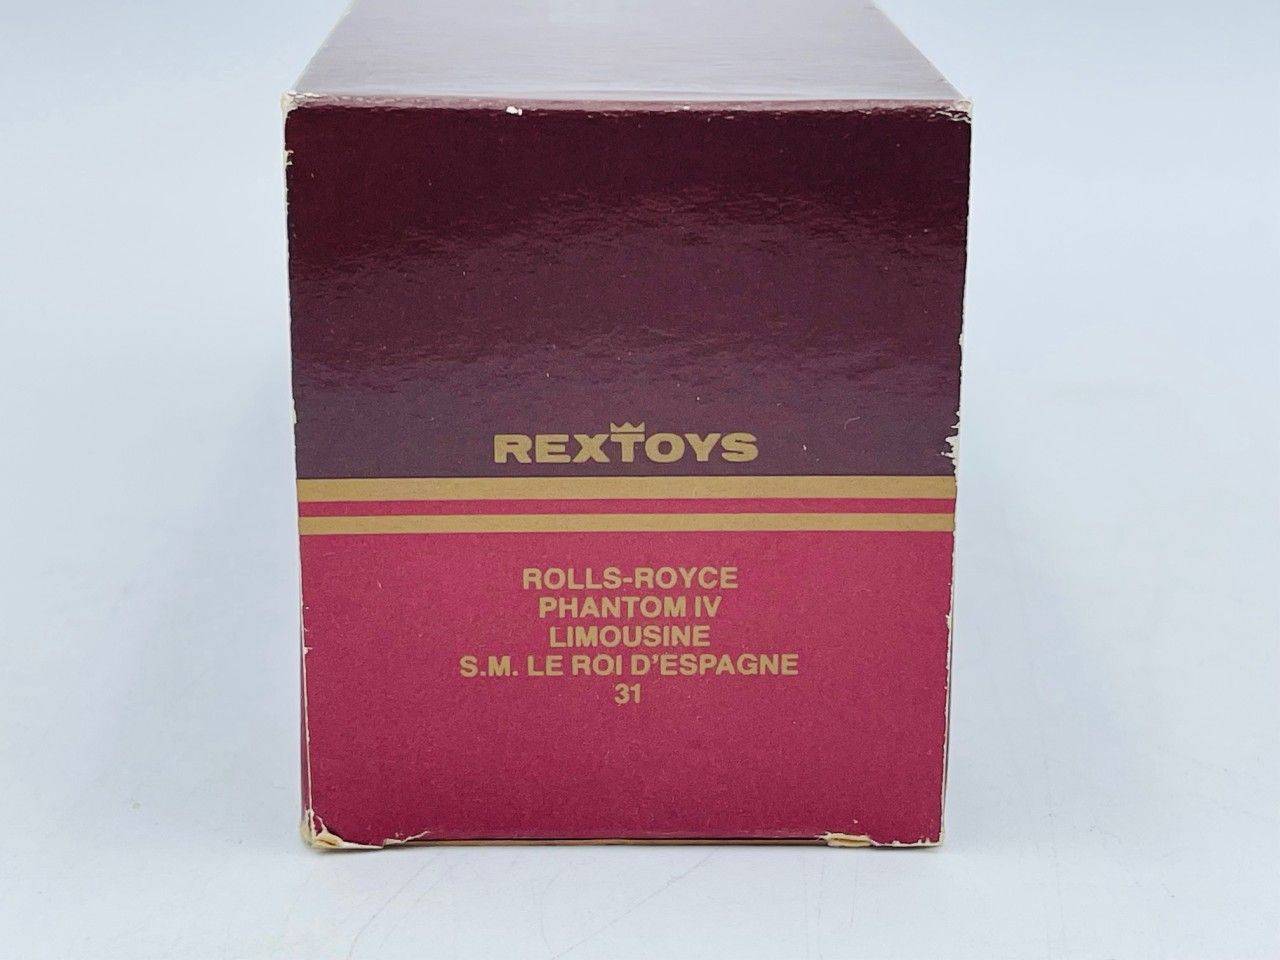 REXTOYS
ROLLS-ROYCE
PHANTOM IV
LIMOUSINE
S.M. LE ROI D'ESPAGNE
31